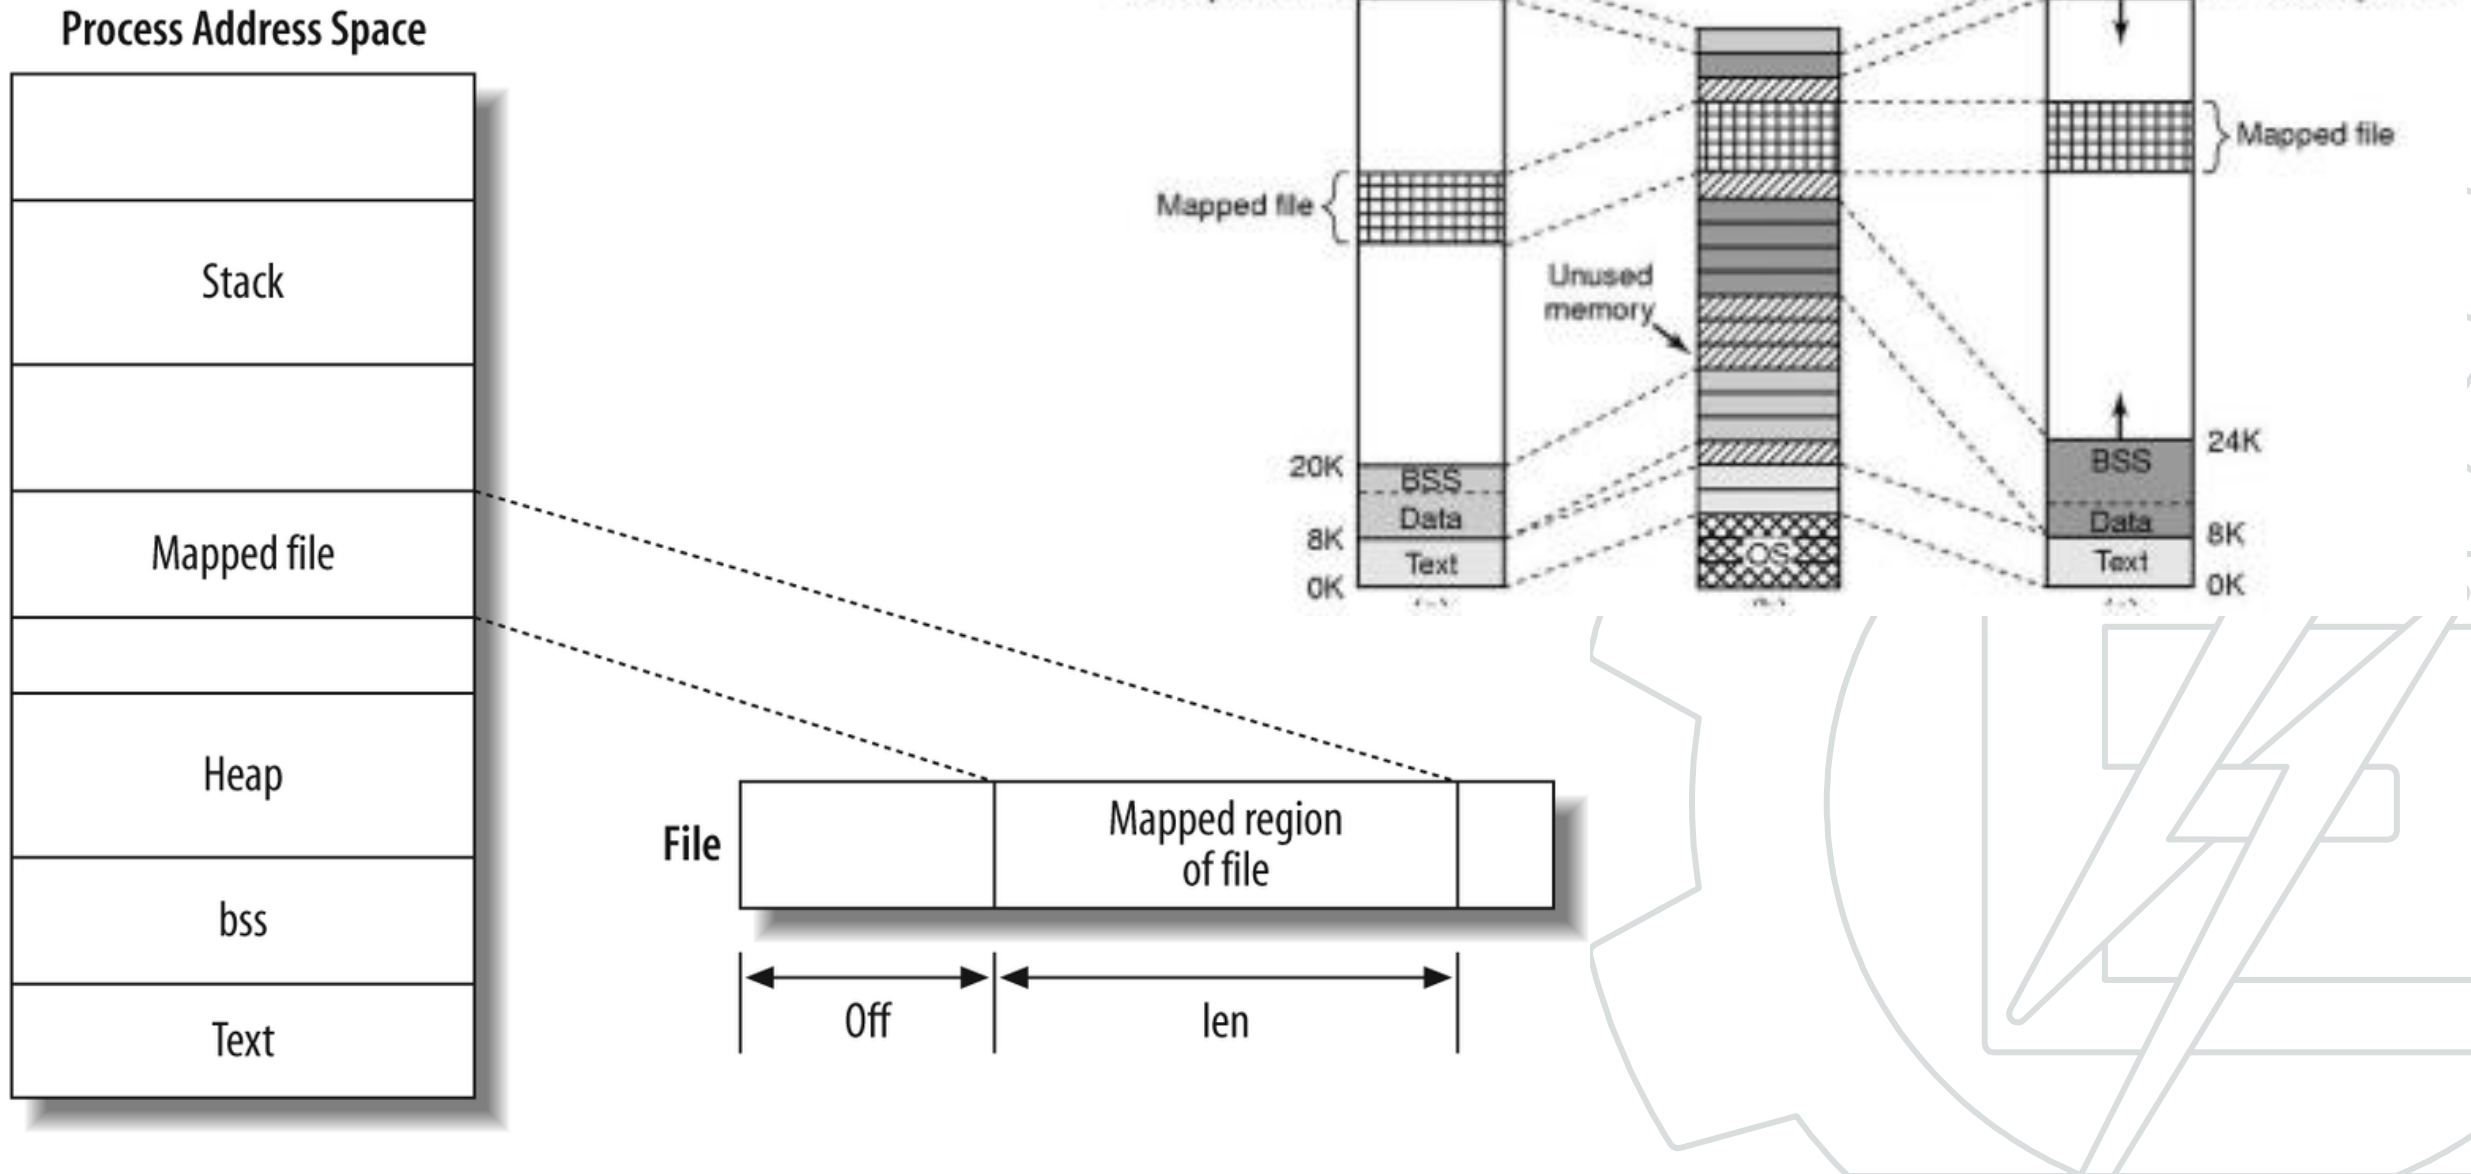 Process Address Space
Stack
Mapped file
Heap
bss
Text
File
Mapped region
of file
Off
len
Mapped file
Unused
memory
20K
BSS
Data
8K
Text
0K
OS
Mapped file
24K
BSS
Data
8K
Text
0K